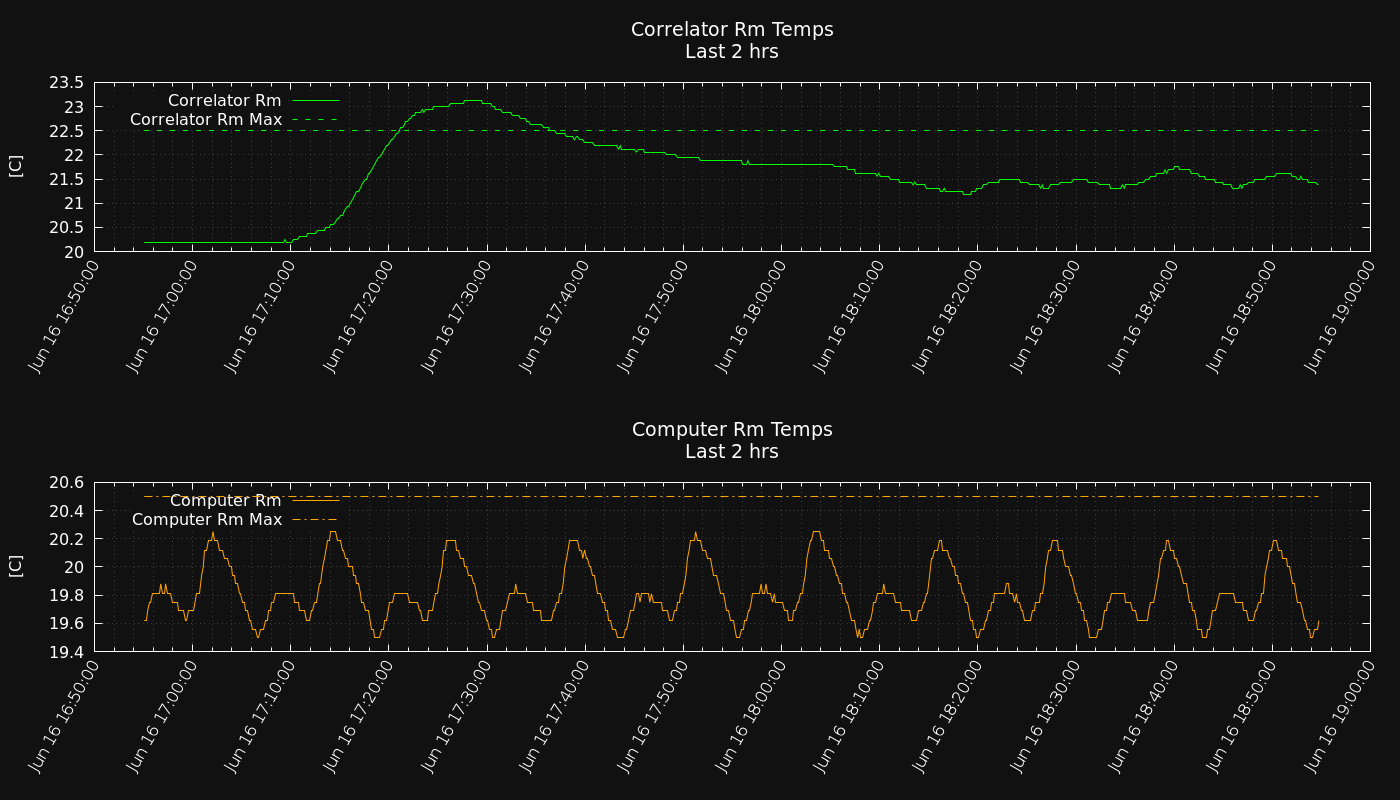 Correlator Rm Temps
Last 2 hrs
23.5
23
22.5
22
21.5
21
20.5
20
[C]
Correlator Rm
Correlator Rm Max
Jun 16 16:50:00
Jun 16 17:00:00
Jun 16 17:10:00
Jun 16 17:20:00
Jun 16 17:30:00
Jun 16 17:40:00
Jun 16 17:50:00
Jun 16 18:00:00
Jun 16 18:10:00
Jun 16 18:20:00
Jun 16 18:30:00
Jun 16 18:40:00
Jun 16 18:50:00
Jun 16 19:00:00
Computer Rm Temps
Last 2 hrs
20.6
20.4
20.2
20
19.8
19.6
19.4
[C]
Computer Rm
Computer Rm Max
Jun 16 16:50:00
Jun 16 17:00:00
Jun 16 17:10:00
Jun 16 17:20:00
Jun 16 17:30:00
Jun 16 17:40:00
Jun 16 17:50:00
Jun 16 18:00:00
Jun 16 18:10:00
Jun 16 18:20:00
Jun 16 18:30:00
Jun 16 18:40:00
Jun 16 18:50:00
Jun 16 19:00:00